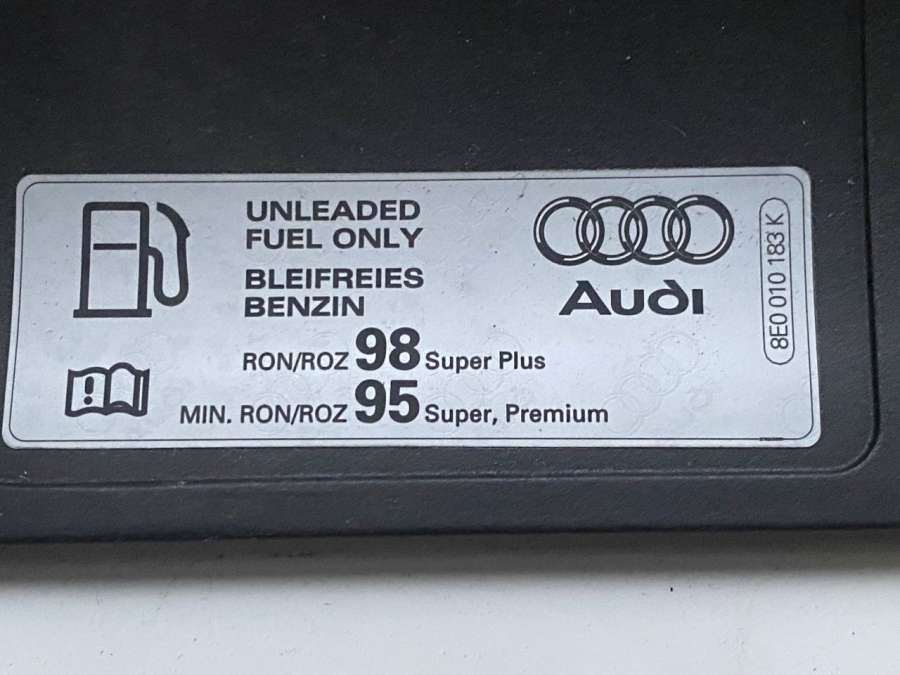 UNLEADED
FUEL ONLY
BLEIFREIES
BENZIN
RON/ROZ 98 Super Plus
MIN. RON/ROZ 95 Super, Premium
Audi
8E0 010 183 K